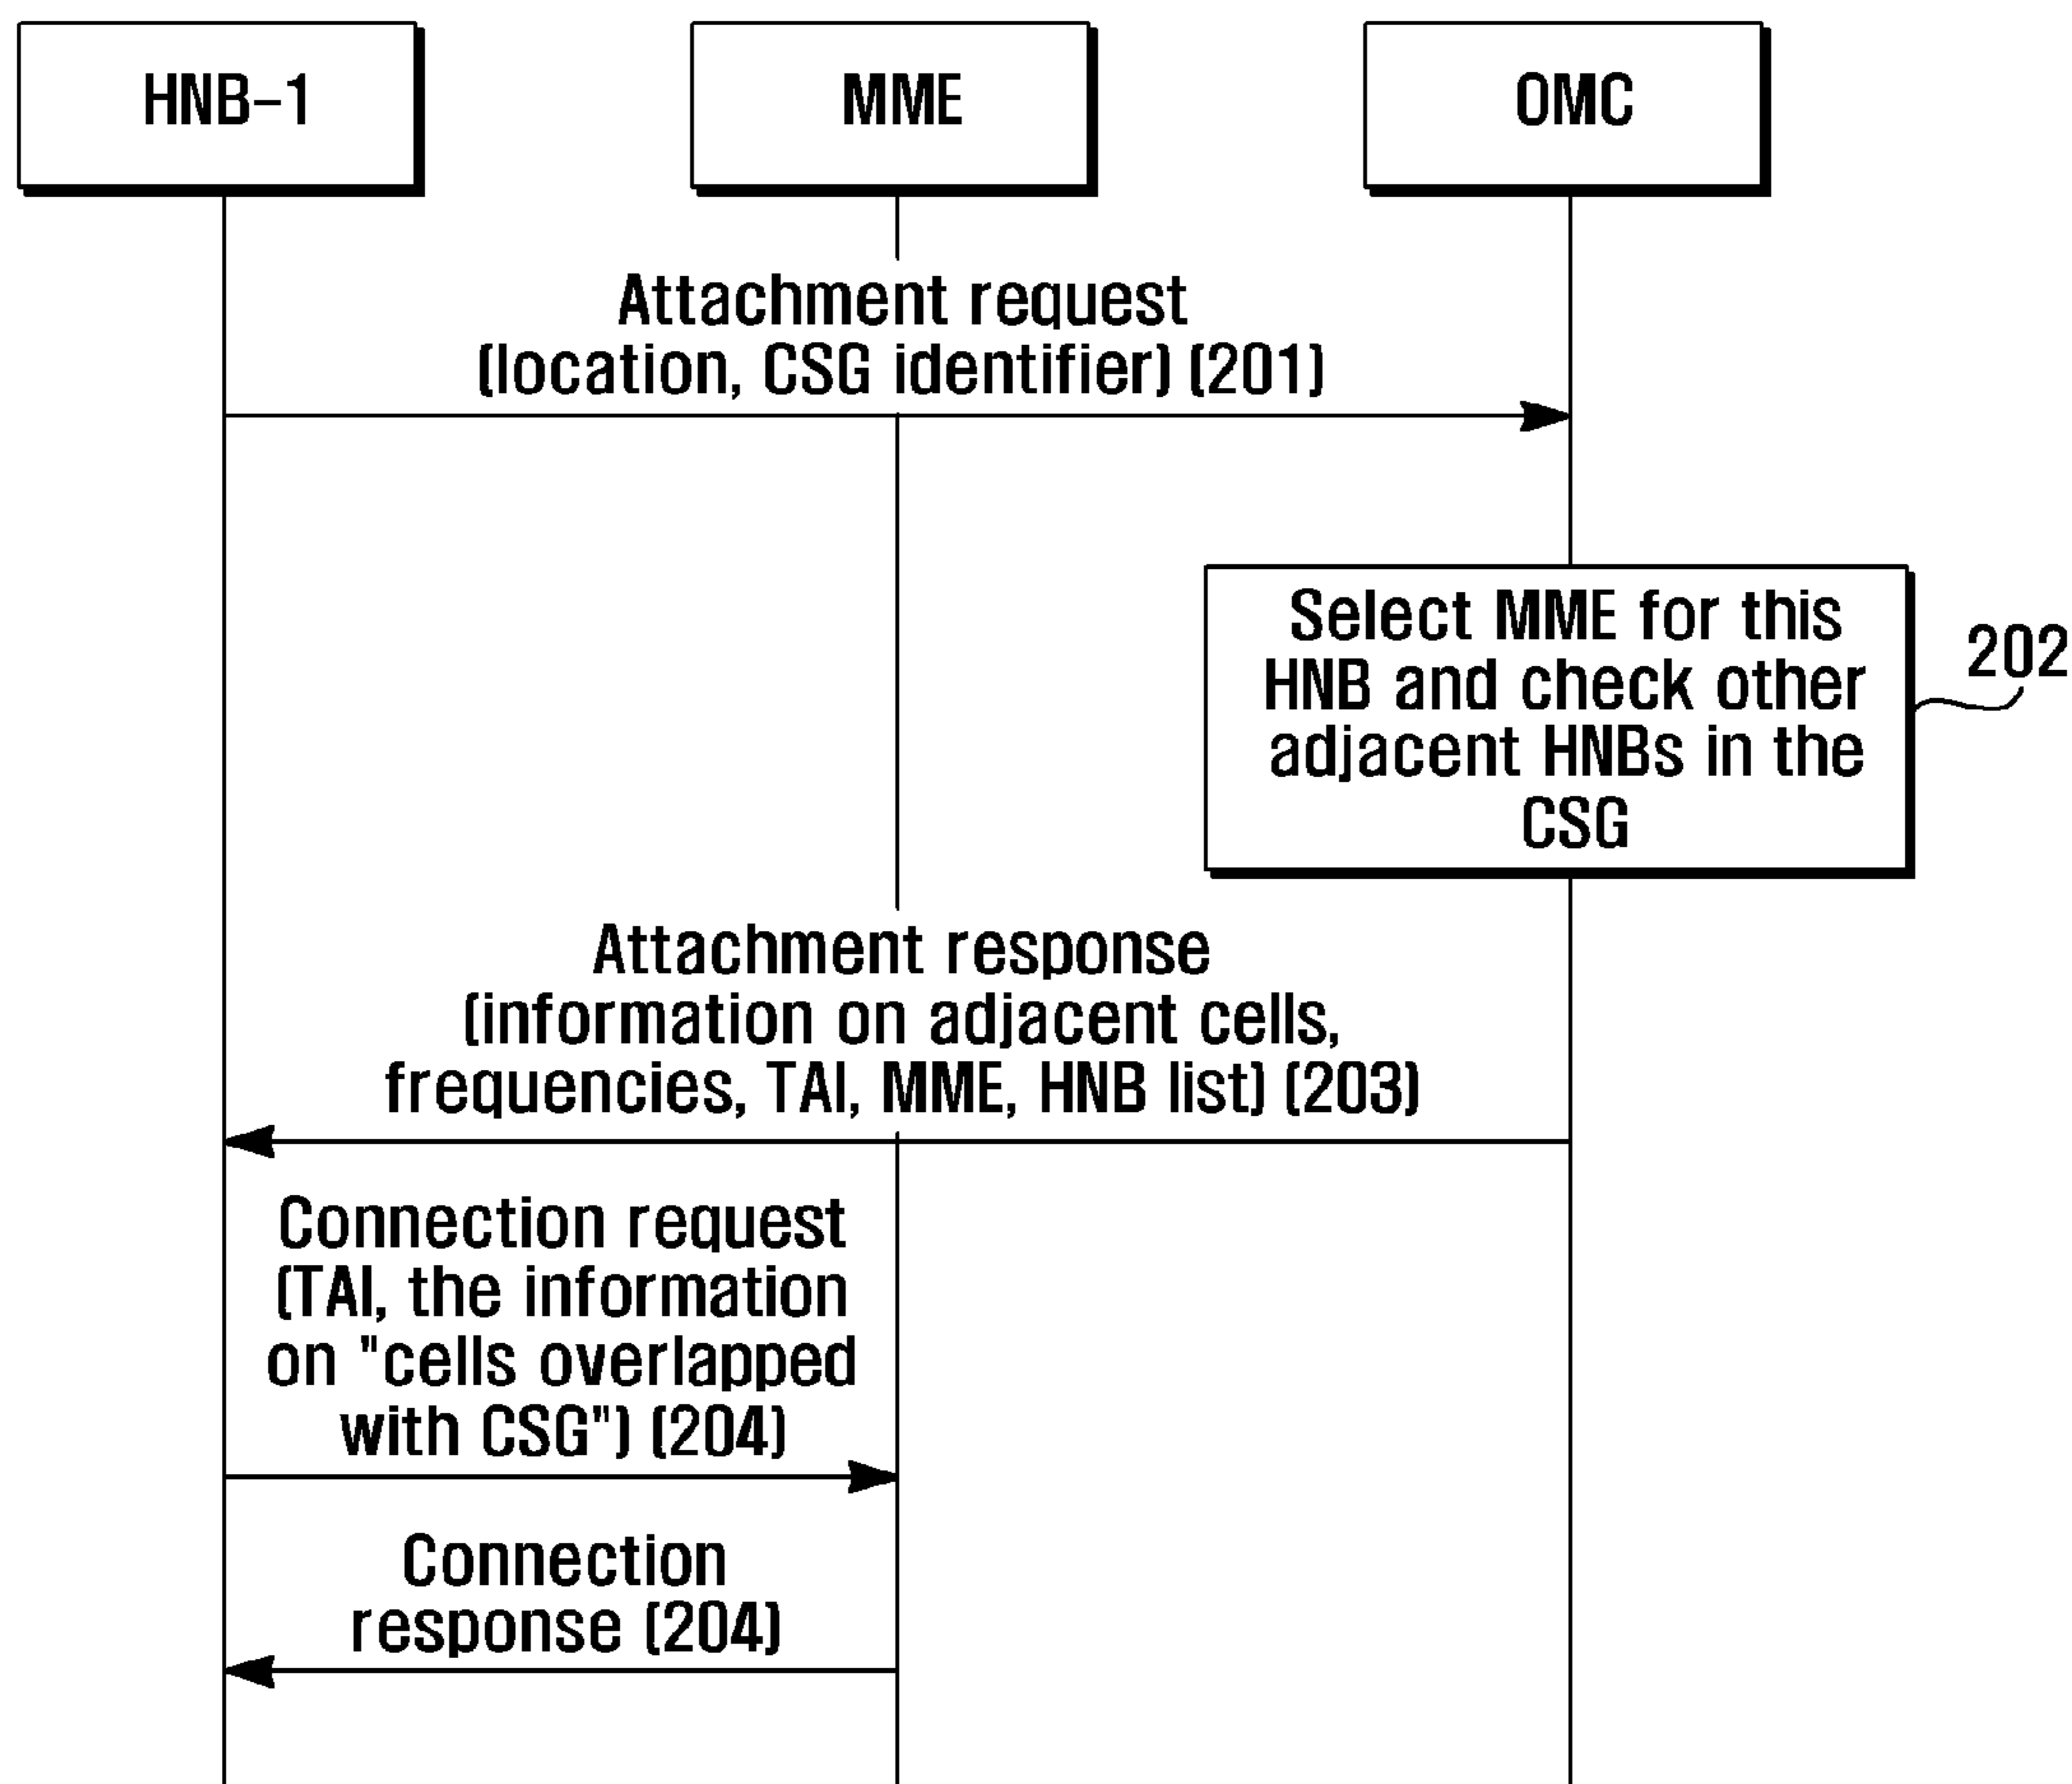 HNB-1
MME
OMC
Attachment request
(location, CSG identifier) (201)
Select MME for this
HNB and check other
adjacent HNBs in the
CSG
202
Attachment response
(information on adjacent cells,
frequencies, TAI, MME, HNB list) (203)
Connection request
(TAI, the information
on "cells overlapped
with CSG") (204)
Connection
response (204)